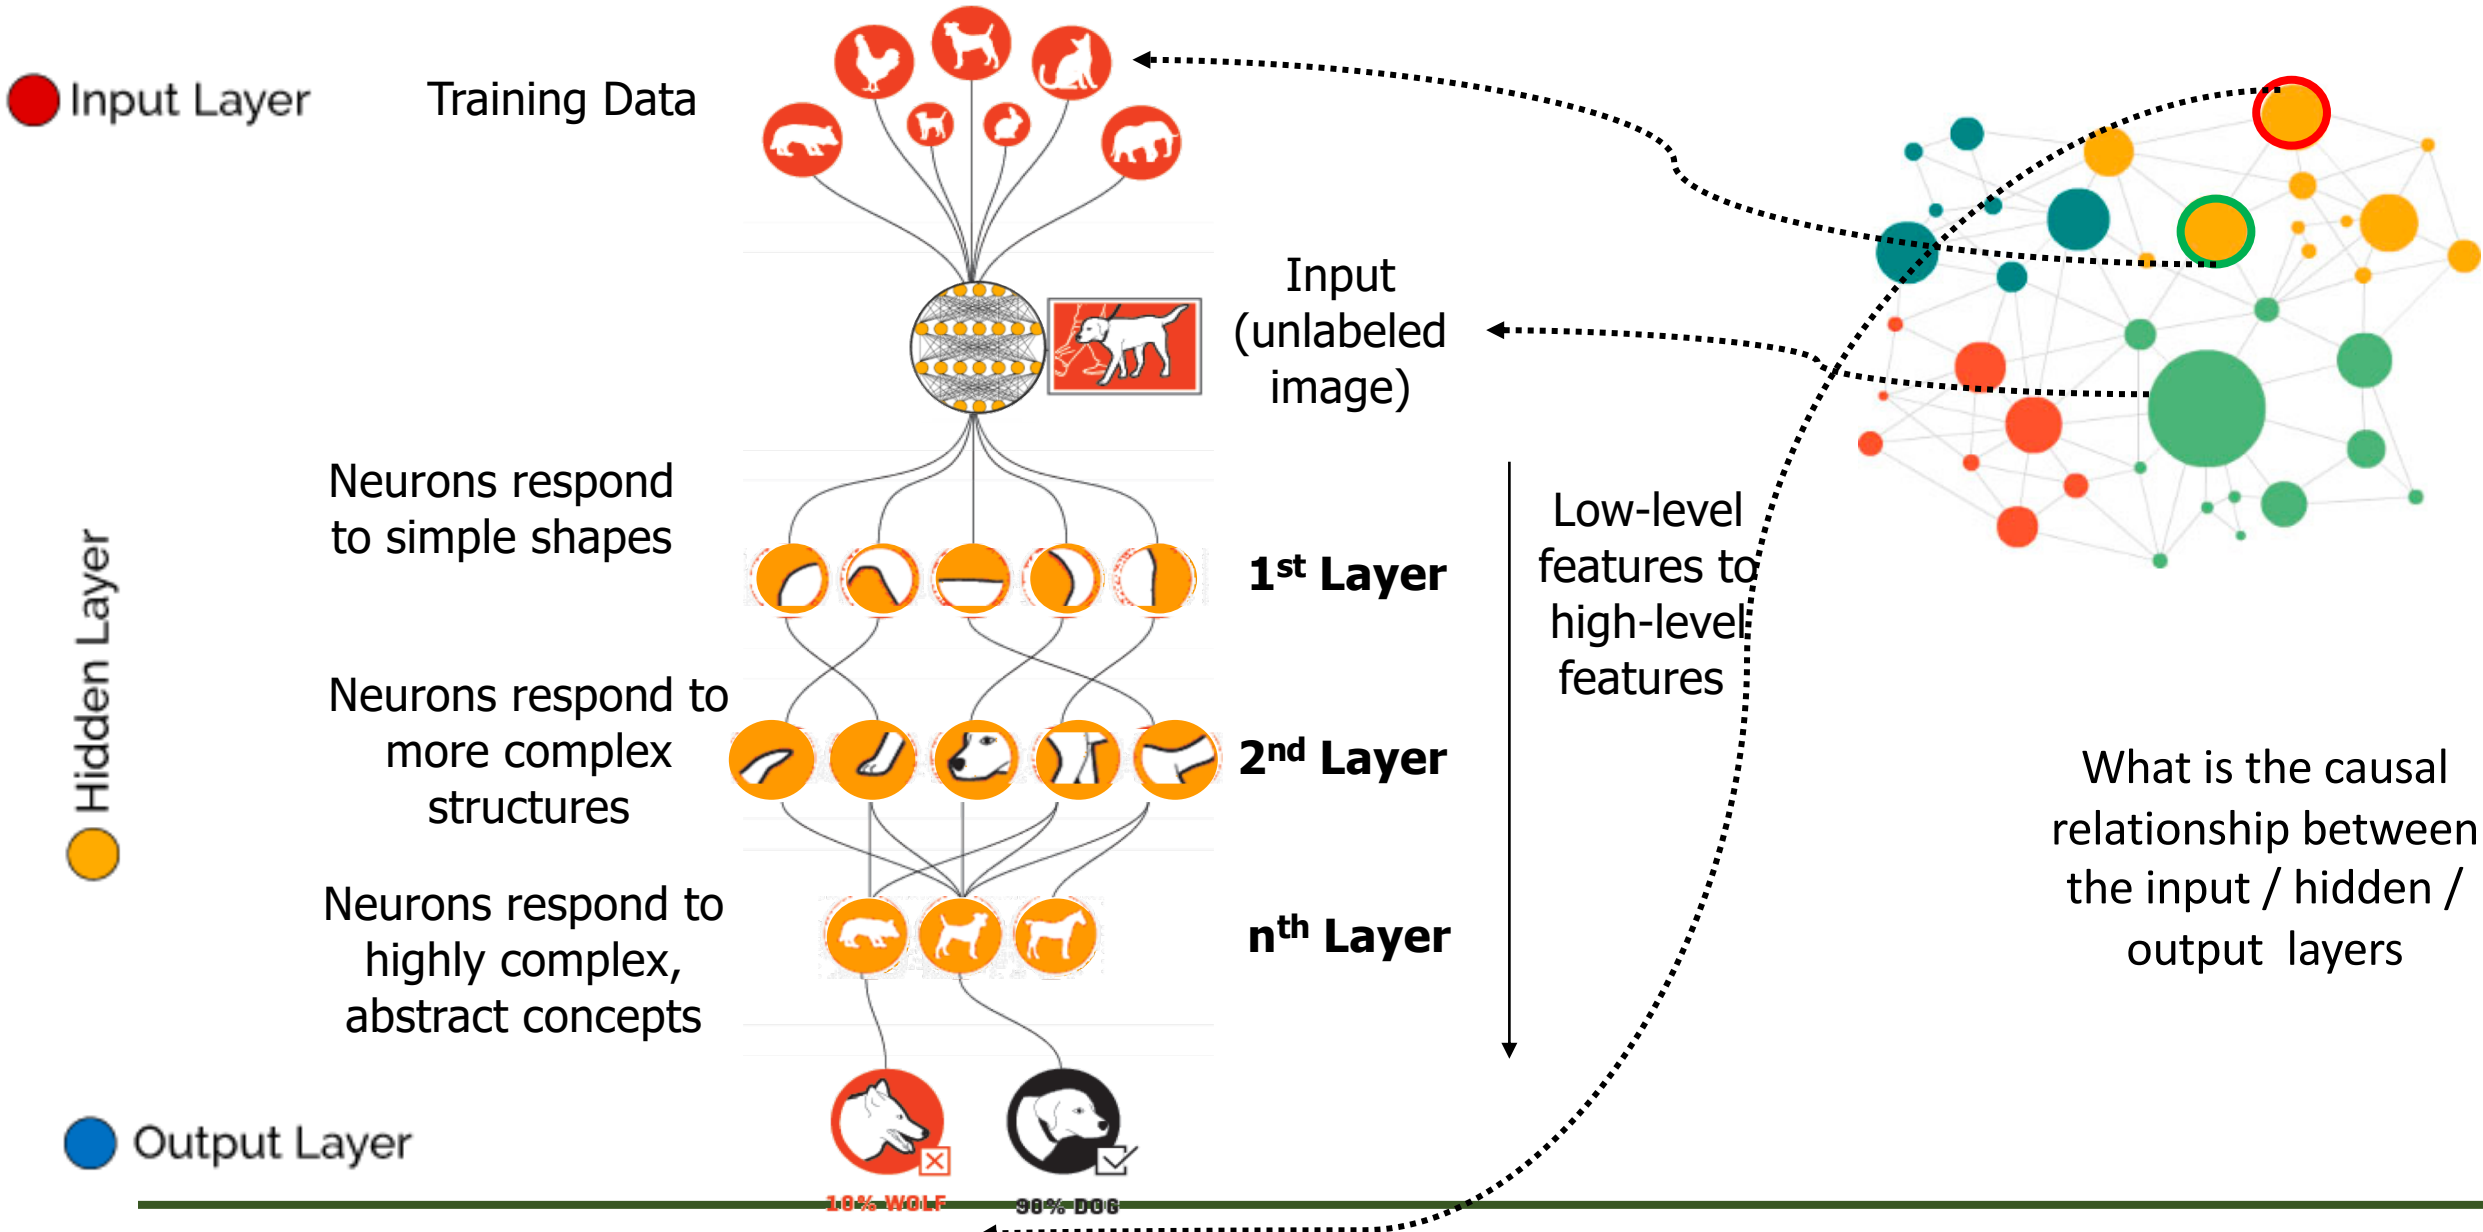 Input Layer
Training Data
Input
(unlabeled
image)
Neurons respond
to simple shapes
1st Layer
Low-level
features to
high-level
features
Hidden Layer
Neurons respond to
more complex
structures
2nd Layer
What is the causal
relationship between
the input / hidden /
output layers
Neurons respond to
highly complex,
abstract concepts
nth Layer
Output Layer
10% WOLF
90% DOG